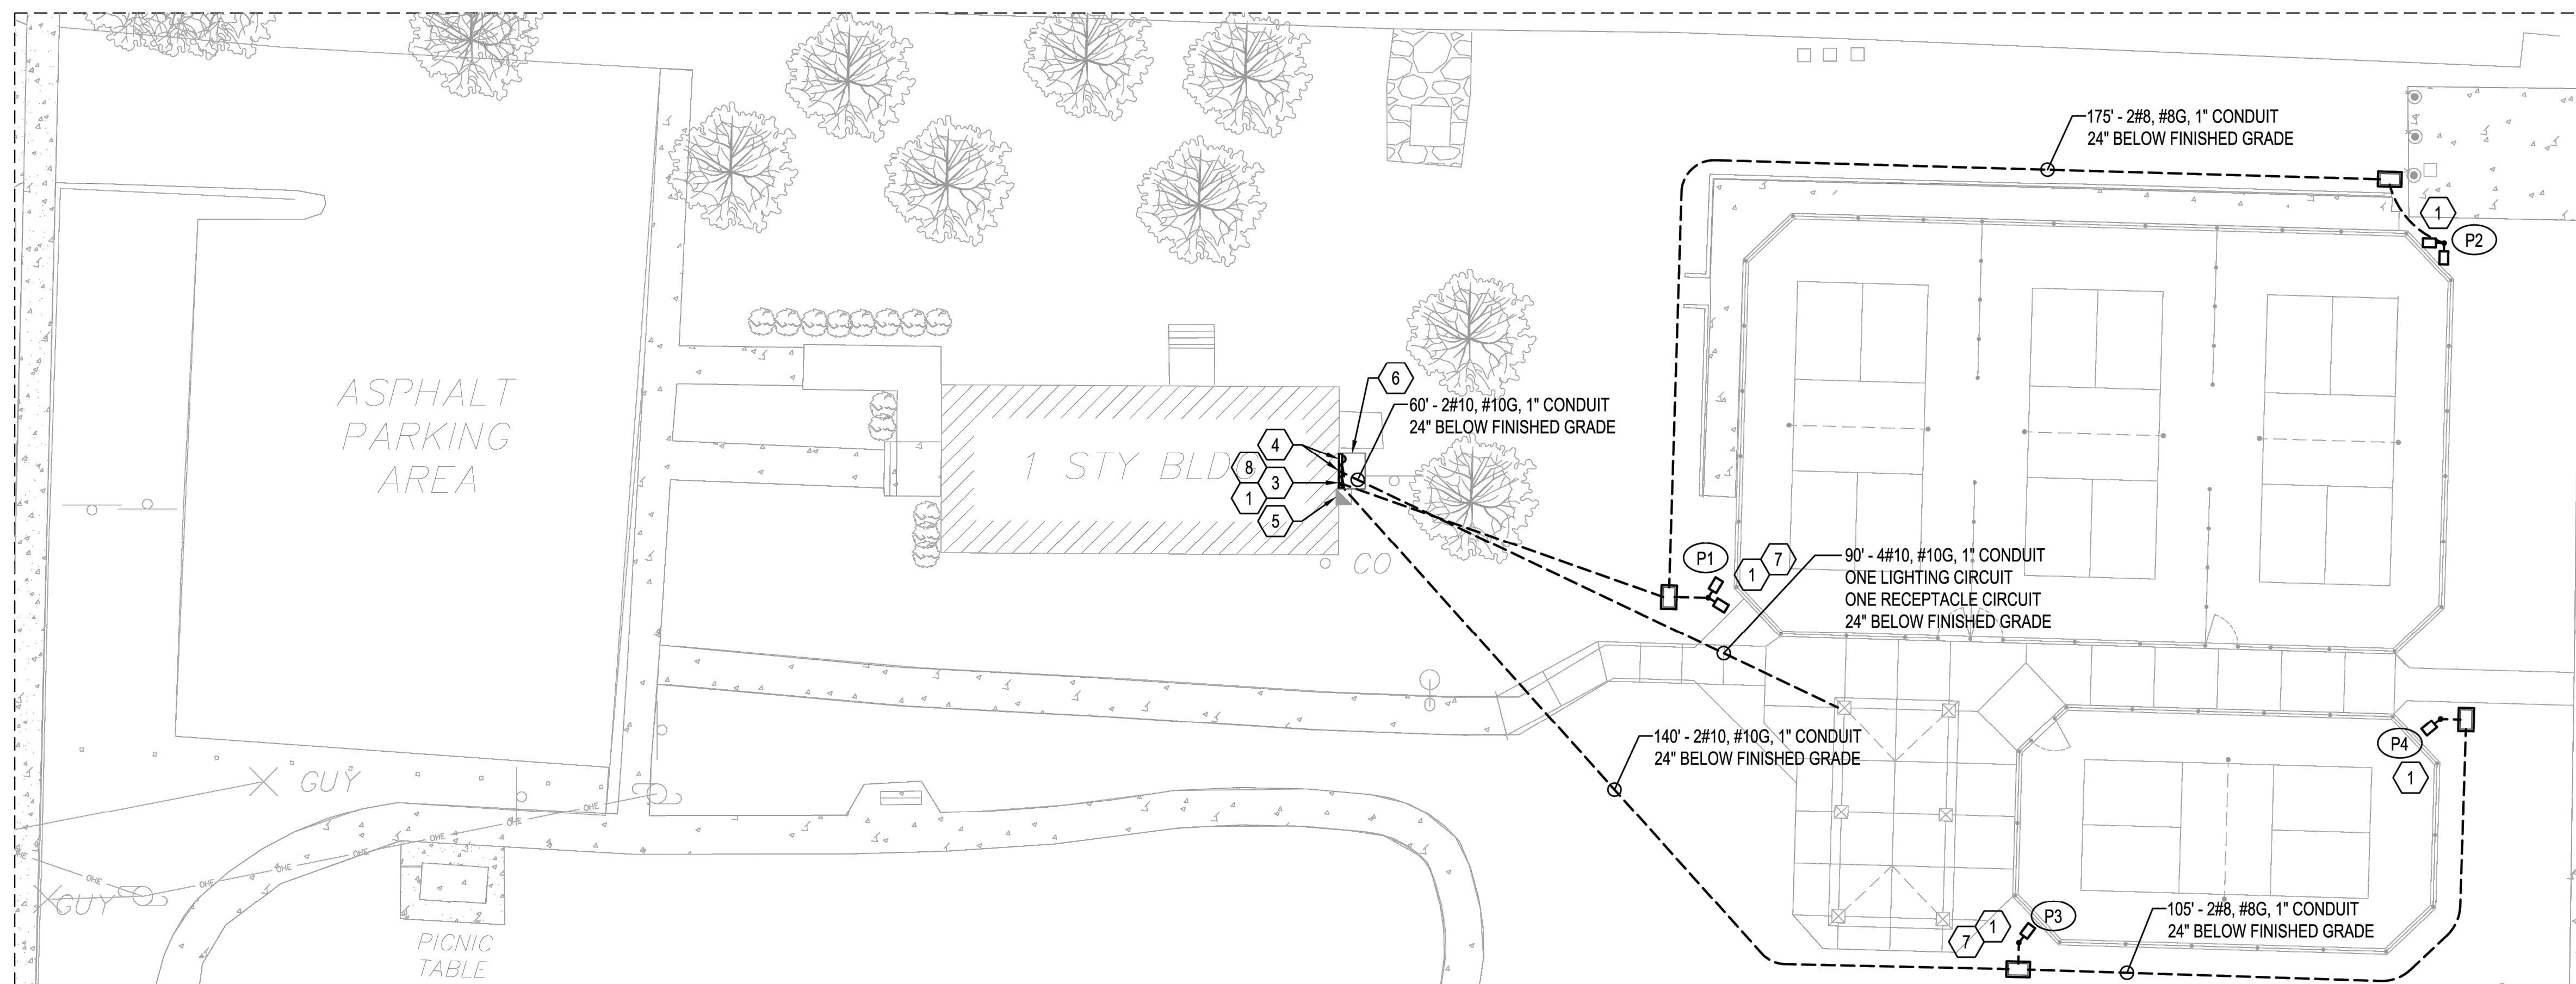 175' - 2#8, #8G, 1" CONDUIT
24" BELOW FINISHED GRADE
1
P2
6
60' - 2#10, #10G, 1" CONDUIT
24" BELOW FINISHED GRADE
ASPHALT
PARKING
AREA
1 STY BLDG
4
8
3
1
5
CO
P1
7
1
90' - 4#10, #10G, 1" CONDUIT
ONE LIGHTING CIRCUIT
ONE RECEPTACLE CIRCUIT
24" BELOW FINISHED GRADE
140' - 2#10, #10G, 1" CONDUIT
24" BELOW FINISHED GRADE
P4
1
GUY
OHE
OHE
OHE
OHE
OHE
OHE
GUY
PICNIC
TABLE
P3
1
7
105' - 2#8, #8G, 1" CONDUIT
24" BELOW FINISHED GRADE